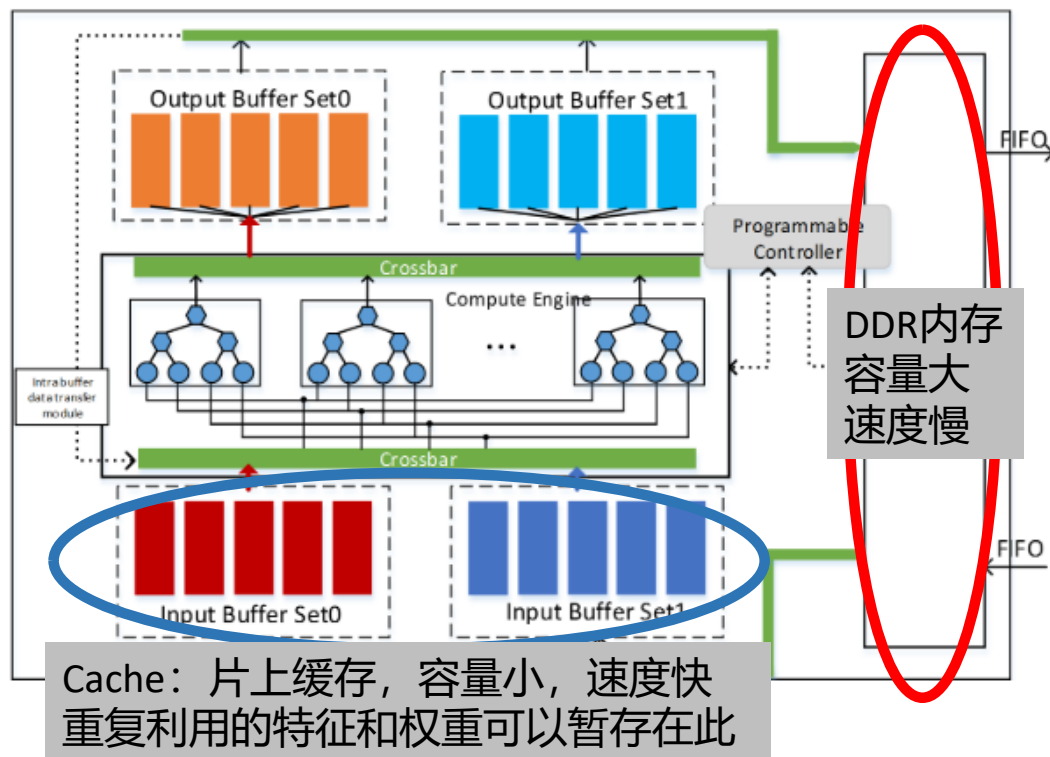 Output Buffer Set0
Output Buffer Set1
FIFO
Programmable
Controller
Crossbar
Compute Engine
...
Intra buffer
data transfer
module
DDR内存
容量大
速度慢
Crossbar
FIFO
Input Buffer Set0
Input Buffer Set1
Cache：片上缓存，容量小，速度快
重复利用的特征和权重可以暂存在此